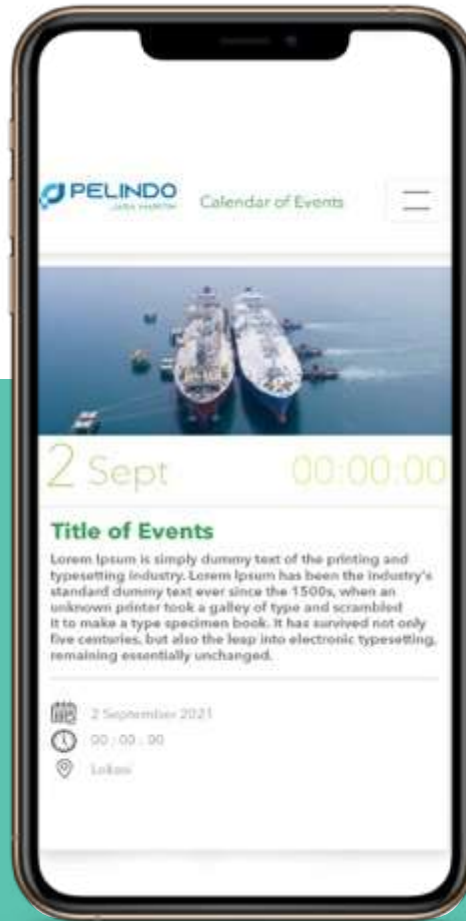 PELINDO
JASA MARITIM
Calendar of Events
2 Sept
00:00:00
Title of Events
Lorem Ipsum is simply dummy text of the printing and
typesetting industry. Lorem Ipsum has been the industry's
standard dummy text ever since the 1500s, when an
unknown printer took a galley of type and scrambled
it to make a type specimen book. It has survived not only
five centuries, but also the leap into electronic typesetting,
remaining essentially unchanged.
2 September 2021
00 : 00 : 00
Lokasi